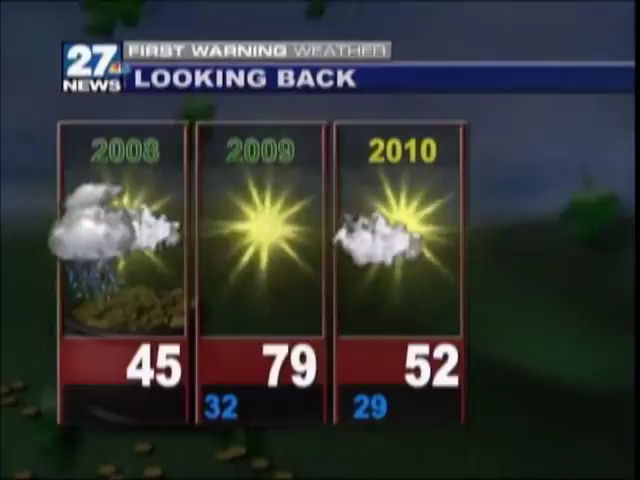 27 NEWS
FIRST WARNING WEATHER
LOOKING BACK
2008 2009 2010
45 79 52
32 29